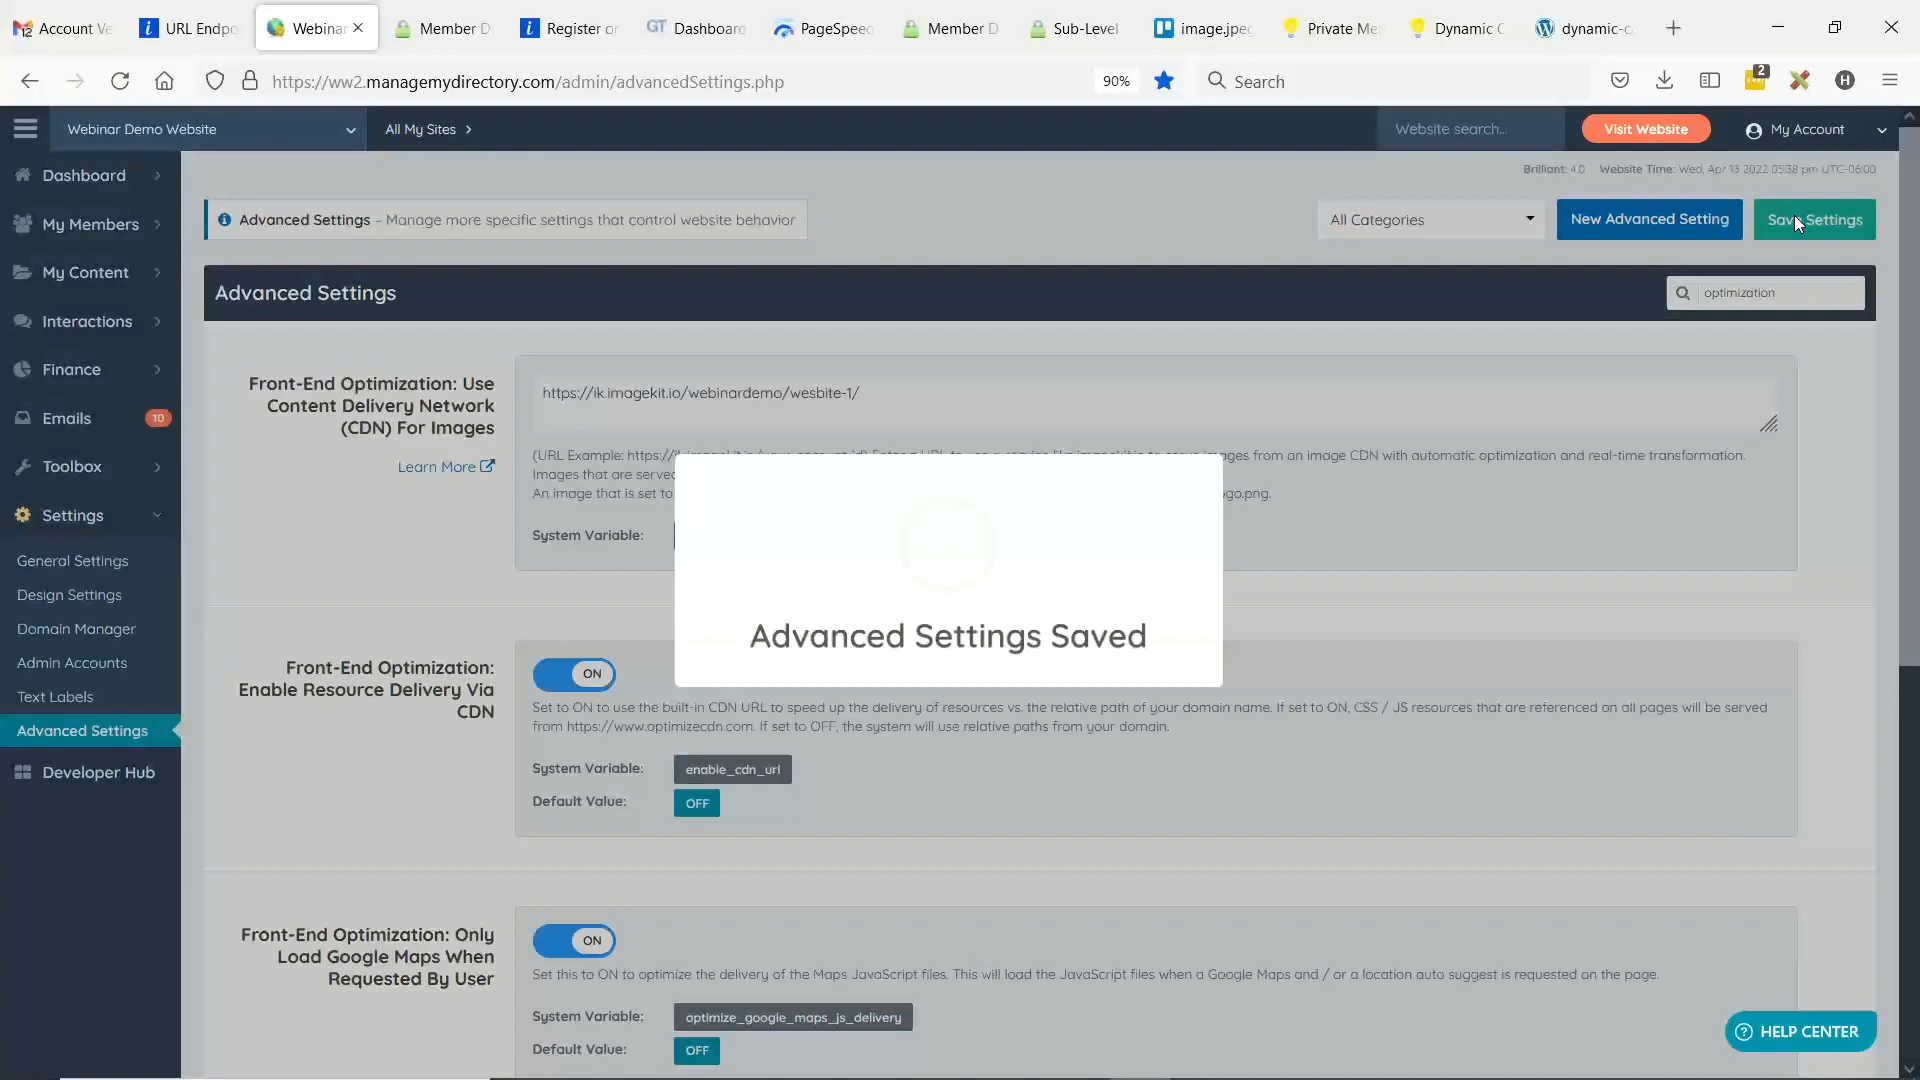 Account Ve
URL Endpo
Webinar
Member D
Register or
GT Dashboard
PageSpeed
Member D
Sub-Level
image.jpeg
Private Me
Dynamic C
dynamic-c
https://ww2.managemydirectory.com/admin/advancedSettings.php
90%
Search
2
H
Webinar Demo Website
All My Sites
Website search...
Visit Website
My Account
Brilliant: 4.0 Website Time: Wed, Apr 13 2022 05:38 pm UTC-06:00
Dashboard
My Members
My Content
Interactions
Finance
Emails 10
Toolbox
Settings
General Settings
Design Settings
Domain Manager
Admin Accounts
Text Labels
Advanced Settings
Developer Hub
Advanced Settings - Manage more specific settings that control website behavior
All Categories
New Advanced Setting
Save Settings
Advanced Settings
optimization
Front-End Optimization: Use
Content Delivery Network
(CDN) For Images
Learn More
https://ik.imagekit.io/webinardemo/wesbite-1/
(URL Example: https://
images from an image CDN with automatic optimization and real-time transformation.
Images that are serve
An image that is set to
go.png.
System Variable:
Advanced Settings Saved
Front-End Optimization:
Enable Resource Delivery Via
CDN
ON
Set to ON to use the built-in CDN URL to speed up the delivery of resources vs. the relative path of your domain name. If set to ON, CSS / JS resources that are referenced on all pages will be served
from https://www.optimizecdn.com. If set to OFF, the system will use relative paths from your domain.
System Variable: enable_cdn_url
Default Value: OFF
Front-End Optimization: Only
Load Google Maps When
Requested By User
ON
Set this to ON to optimize the delivery of the Maps JavaScript files. This will load the JavaScript files when a Google Maps and / or a location auto suggest is requested on the page.
System Variable: optimize_google_maps_js_delivery
Default Value: OFF
HELP CENTER